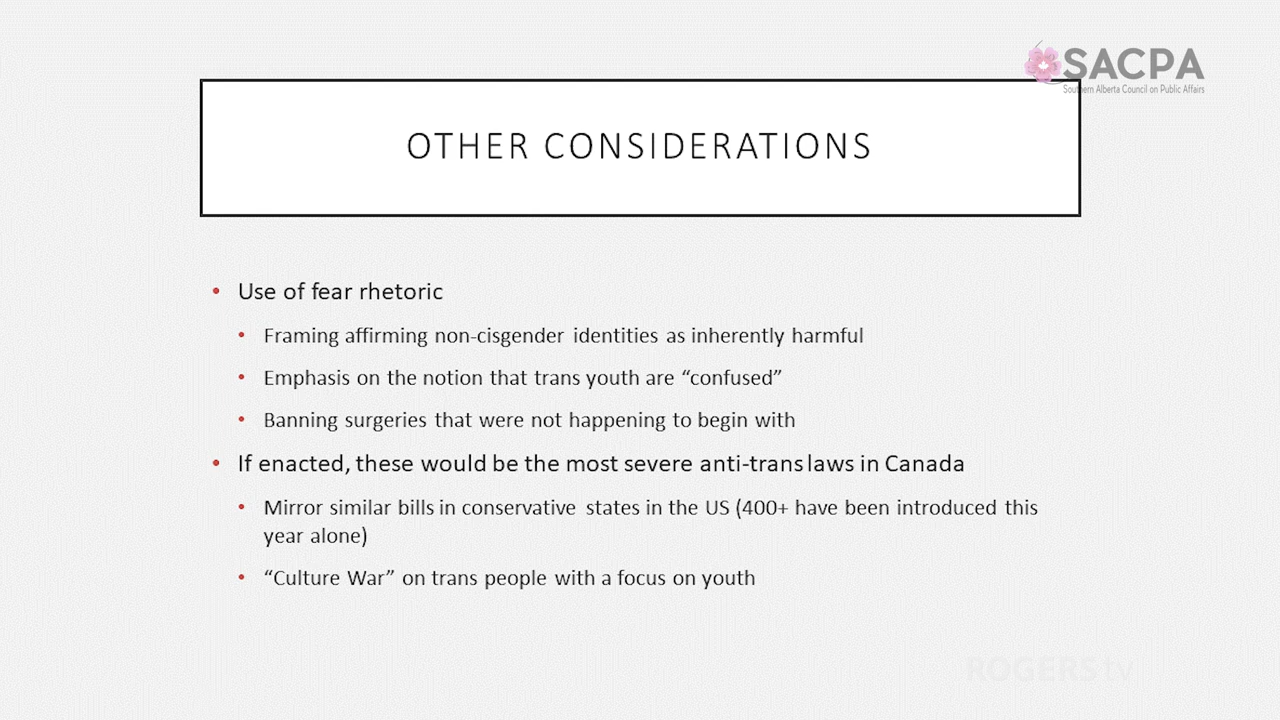 SACPA
Southern Alberta Council on Public Affairs
OTHER CONSIDERATIONS
• Use of fear rhetoric
• Framing affirming non-cisgender identities as inherently harmful
• Emphasis on the notion that trans youth are “confused”
• Banning surgeries that were not happening to begin with
• If enacted, these would be the most severe anti-trans laws in Canada
• Mirror similar bills in conservative states in the US (400+ have been introduced this
year alone)
• “Culture War” on trans people with a focus on youth
ROGERS tv